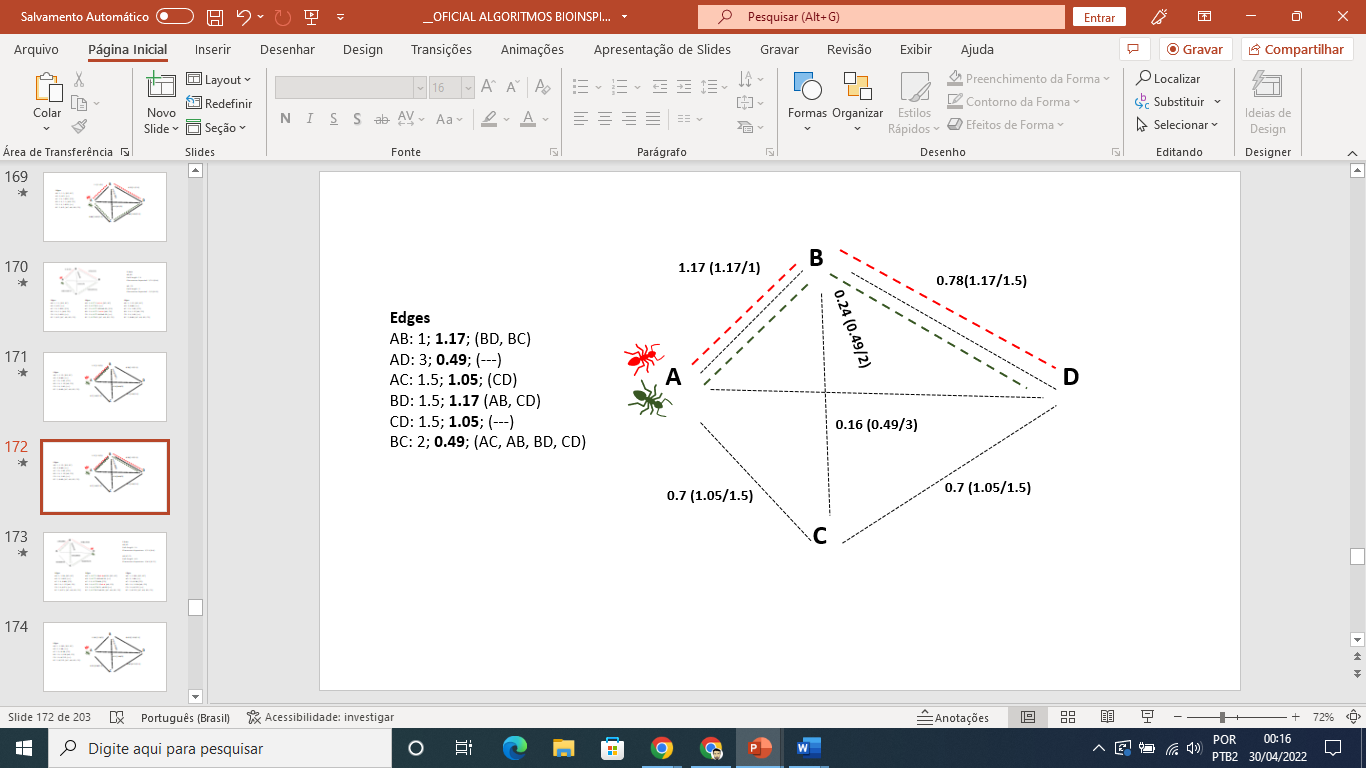 Salvamento Automático
__OFICIAL ALGORITMOS BIOINSPI...
Pesquisar (Alt+G)
Entrar
Arquivo
Página Inicial
Inserir
Desenhar
Design
Transições
Animações
Apresentação de Slides
Gravar
Revisão
Exibir
Ajuda
Gravar
Compartilhar
Colar
Novo
Slide
Layout
Redefinir
Seção
16
N I S S ab AV Aa
A
Formas
Organizar
Estilos
Rápidos
Preenchimento da Forma
Contorno da Forma
Efeitos de Forma
Localizar
Substituir
Selecionar
Ideias de
Design
Área de Transferência
Slides
Fonte
Parágrafo
Desenho
Editando
Designer
169
170
171
172
173
174
Edges
AB: 1; 1.17; (BD, BC)
AD: 3; 0.49; (---)
AC: 1.5; 1.05; (CD)
BD: 1.5; 1.17 (AB, CD)
CD: 1.5; 1.05; (---)
BC: 2; 0.49; (AC, AB, BD, CD)
1.17 (1.17/1)
B
0.78(1.17/1.5)
0.24 (0.49/2)
A
D
0.16 (0.49/3)
0.7 (1.05/1.5)
0.7 (1.05/1.5)
C
Slide 172 de 203
Português (Brasil)
Acessibilidade: investigar
Anotações
72%
Digite aqui para pesquisar
POR
PTB2
00:16
30/04/2022